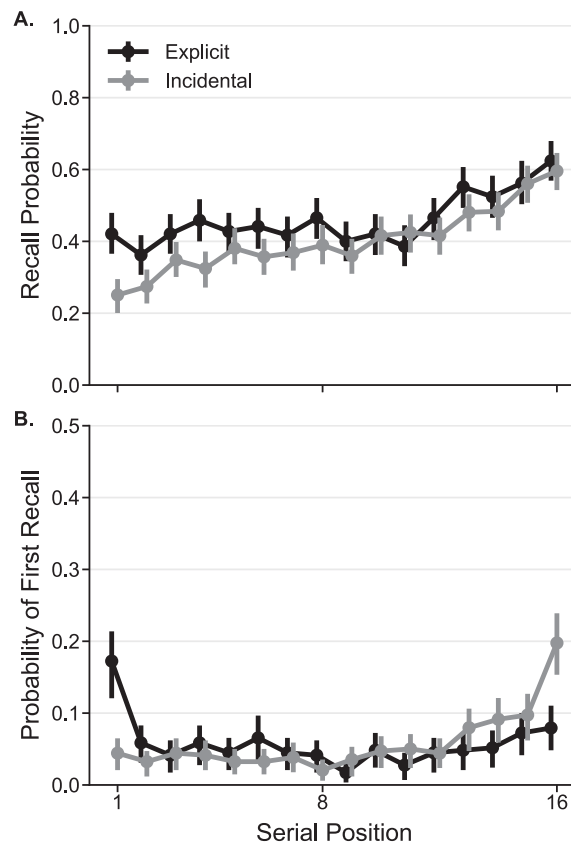 A.
1.0
Explicit
Incidental
0.8
0.6
0.4
0.2
0.0
Recall Probability
B.
0.5
0.4
0.3
0.2
0.1
0.0
Probability of First Recall
1 8 16
Serial Position